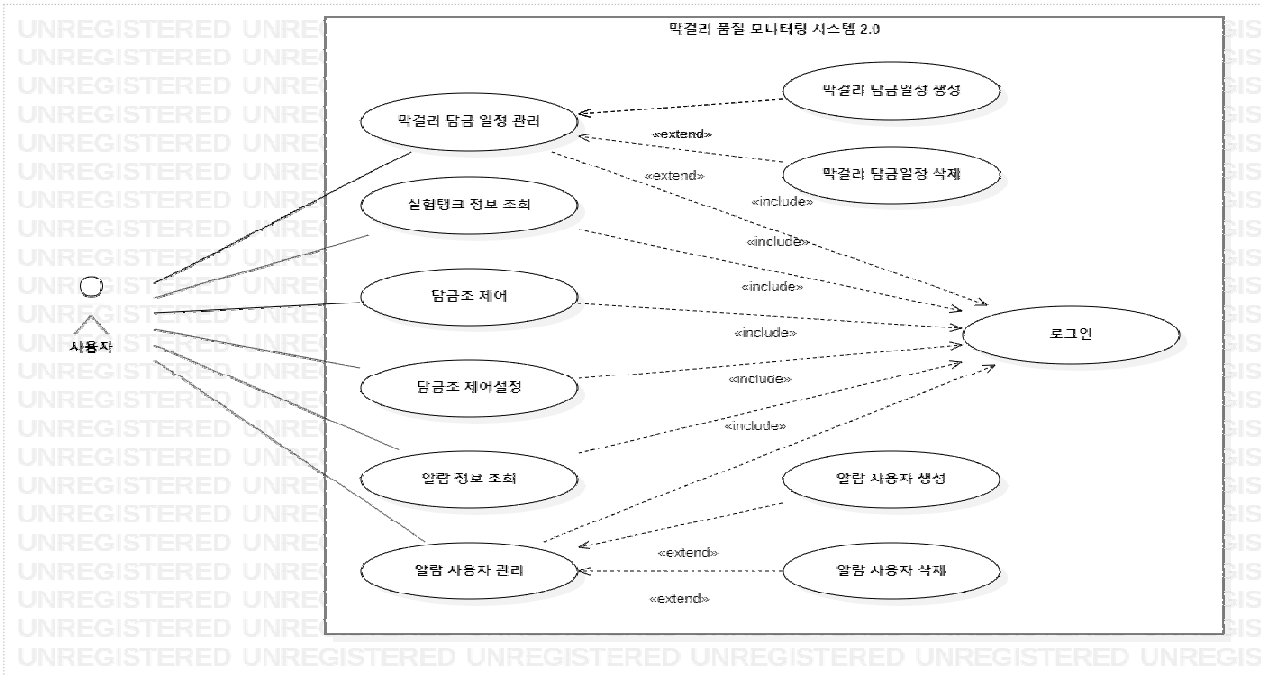 막걸리 품질 모니터링 시스템 2.0
막걸리 담금 일정 관리
실험탱크 정보 조회
담금조 제어
담금조 제어설정
알람 정보 조회
알람 사용자 관리
사용자
막걸리 담금일정 생성
«extend»
막걸리 담금일정 삭제
«extend»
«include»
«include»
«include»
«include»
«include»
«include»
로그인
알람 사용자 생성
«extend»
알람 사용자 삭제
«extend»
UNREGISTERED